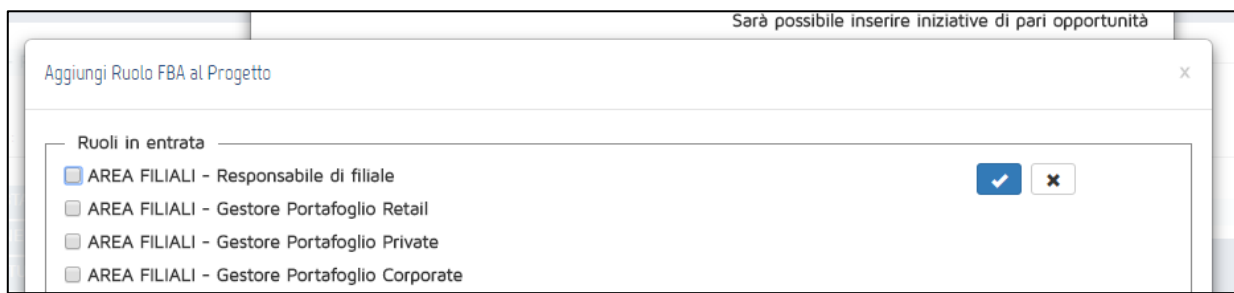 Sarà possibile inserire iniziative di pari opportunità
Aggiungi Ruolo FBA al Progetto
x
Ruoli in entrata
AREA FILIALI - Responsabile di filiale
AREA FILIALI - Gestore Portafoglio Retail
AREA FILIALI - Gestore Portafoglio Private
AREA FILIALI - Gestore Portafoglio Corporate